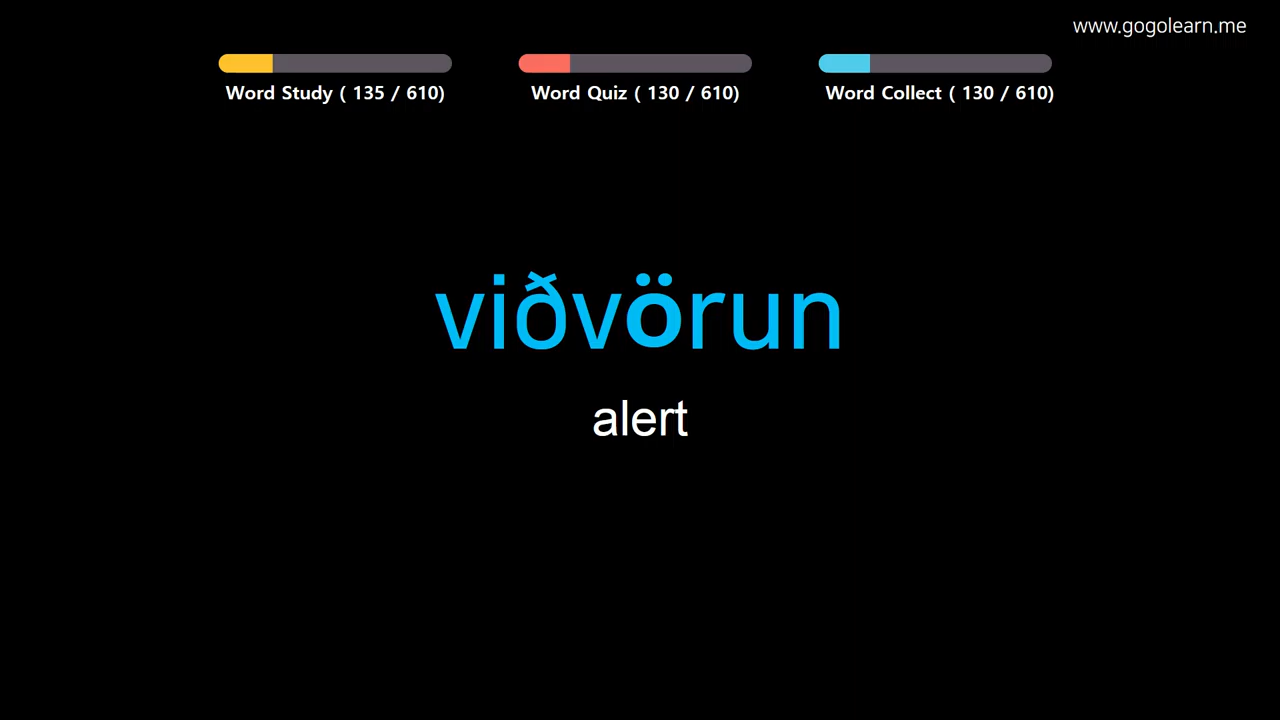 www.gogolearn.me
Word Study ( 135 / 610)
Word Quiz ( 130 / 610)
Word Collect ( 130 / 610)
viðvörun
alert